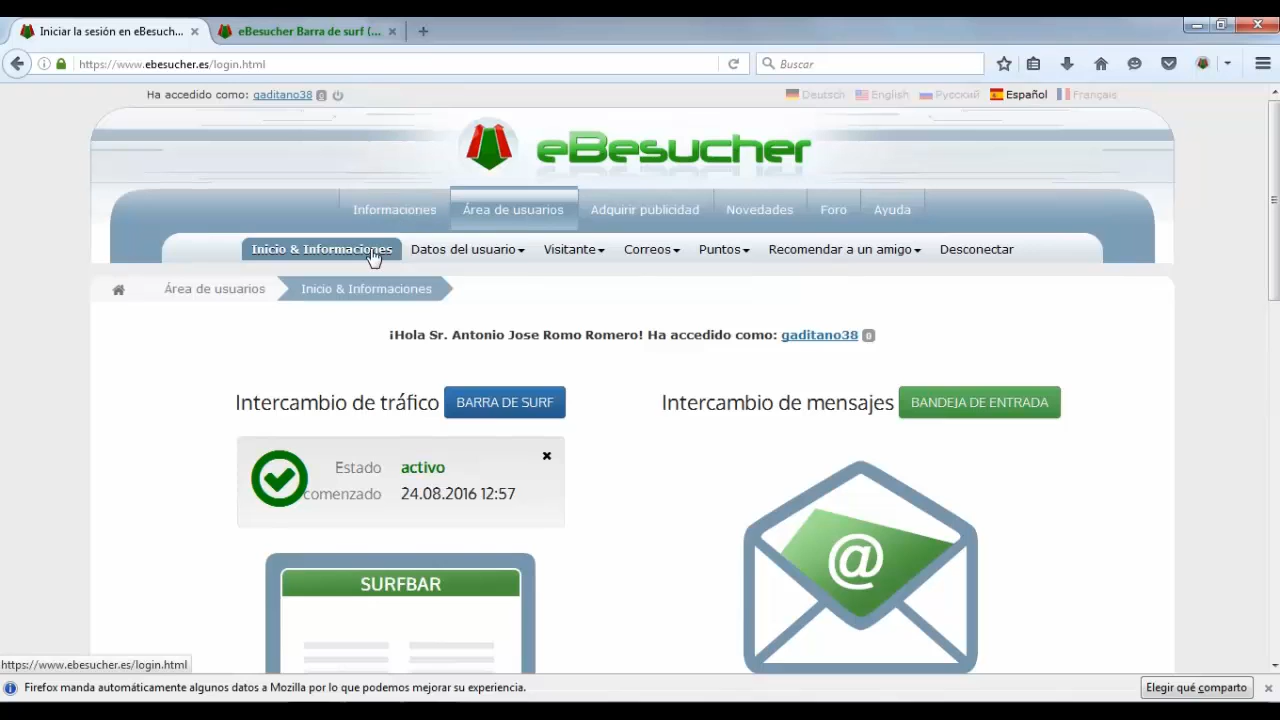 Iniciar la sesión en eBesuch... eBesucher Barra de surf (...
https://www.ebesucher.es/login.html Buscar
Ha accedido como: gaditano38 0 Deutsch English Русский Español Français
eBesucher
Informaciones Área de usuarios Adquirir publicidad Novedades Foro Ayuda
Inicio & Informaciones Datos del usuario Visitante Correos Puntos Recomendar a un amigo Desconectar
Área de usuarios Inicio & Informaciones
¡Hola Sr. Antonio Jose Romo Romero! Ha accedido como: gaditano38 0
Intercambio de tráfico BARRA DE SURF Intercambio de mensajes BANDEJA DE ENTRADA
Estado activo
comenzado 24.08.2016 12:57
@
SURFBAR
https://www.ebesucher.es/login.html
Firefox manda automáticamente algunos datos a Mozilla por lo que podemos mejorar su experiencia. Elegir qué comparto